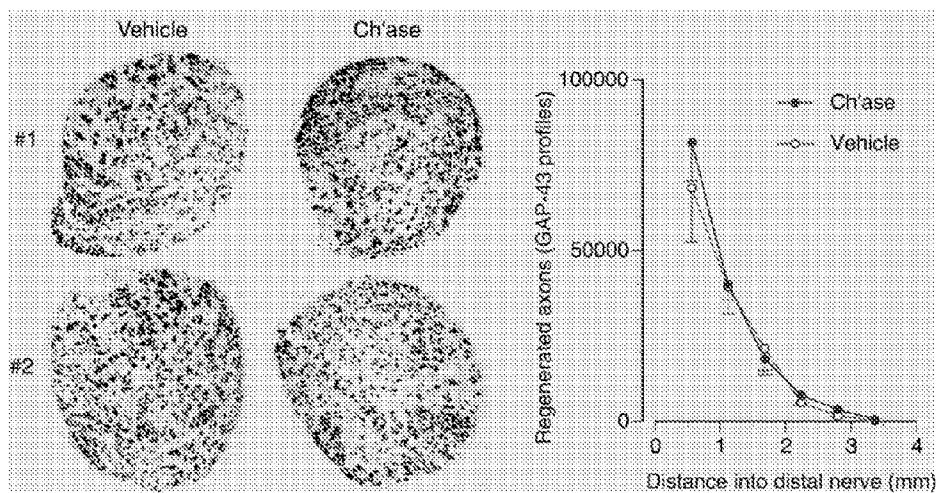 Vehicle
Ch'ase
#1
#2
Regenerated axons (GAP-43 profiles)
100000
50000
0
Ch'ase
Vehicle
0 1 2 3 4
Distance into distal nerve (mm)